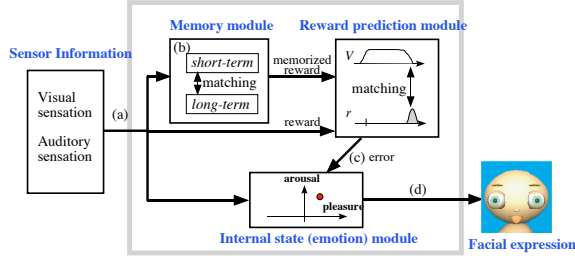 Memory module
Reward prediction module
Sensor Information
(b)
short-term
matching
long-term
memorized
reward
V
matching
r
Visual
sensation
Auditory
sensation
(a)
reward
(c) error
arousal
pleasure
(d)
Internal state (emotion) module
Facial expression